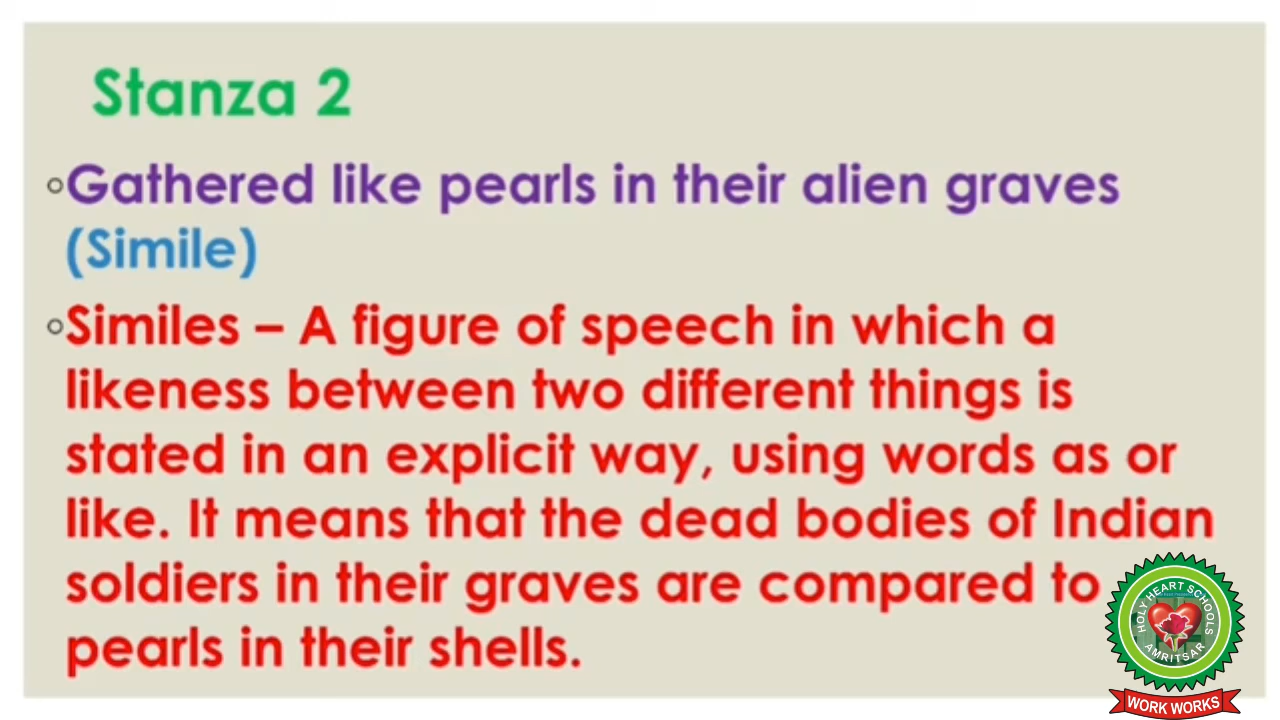 Stanza 2
Gathered like pearls in their alien graves
(Simile)
Similes – A figure of speech in which a
likeness between two different things is
stated in an explicit way, using words as or
like. It means that the dead bodies of Indian
soldiers in their graves are compared to
pearls in their shells.
HOLY HEART SCHOOLS
AMRITSAR
WORK WORKS